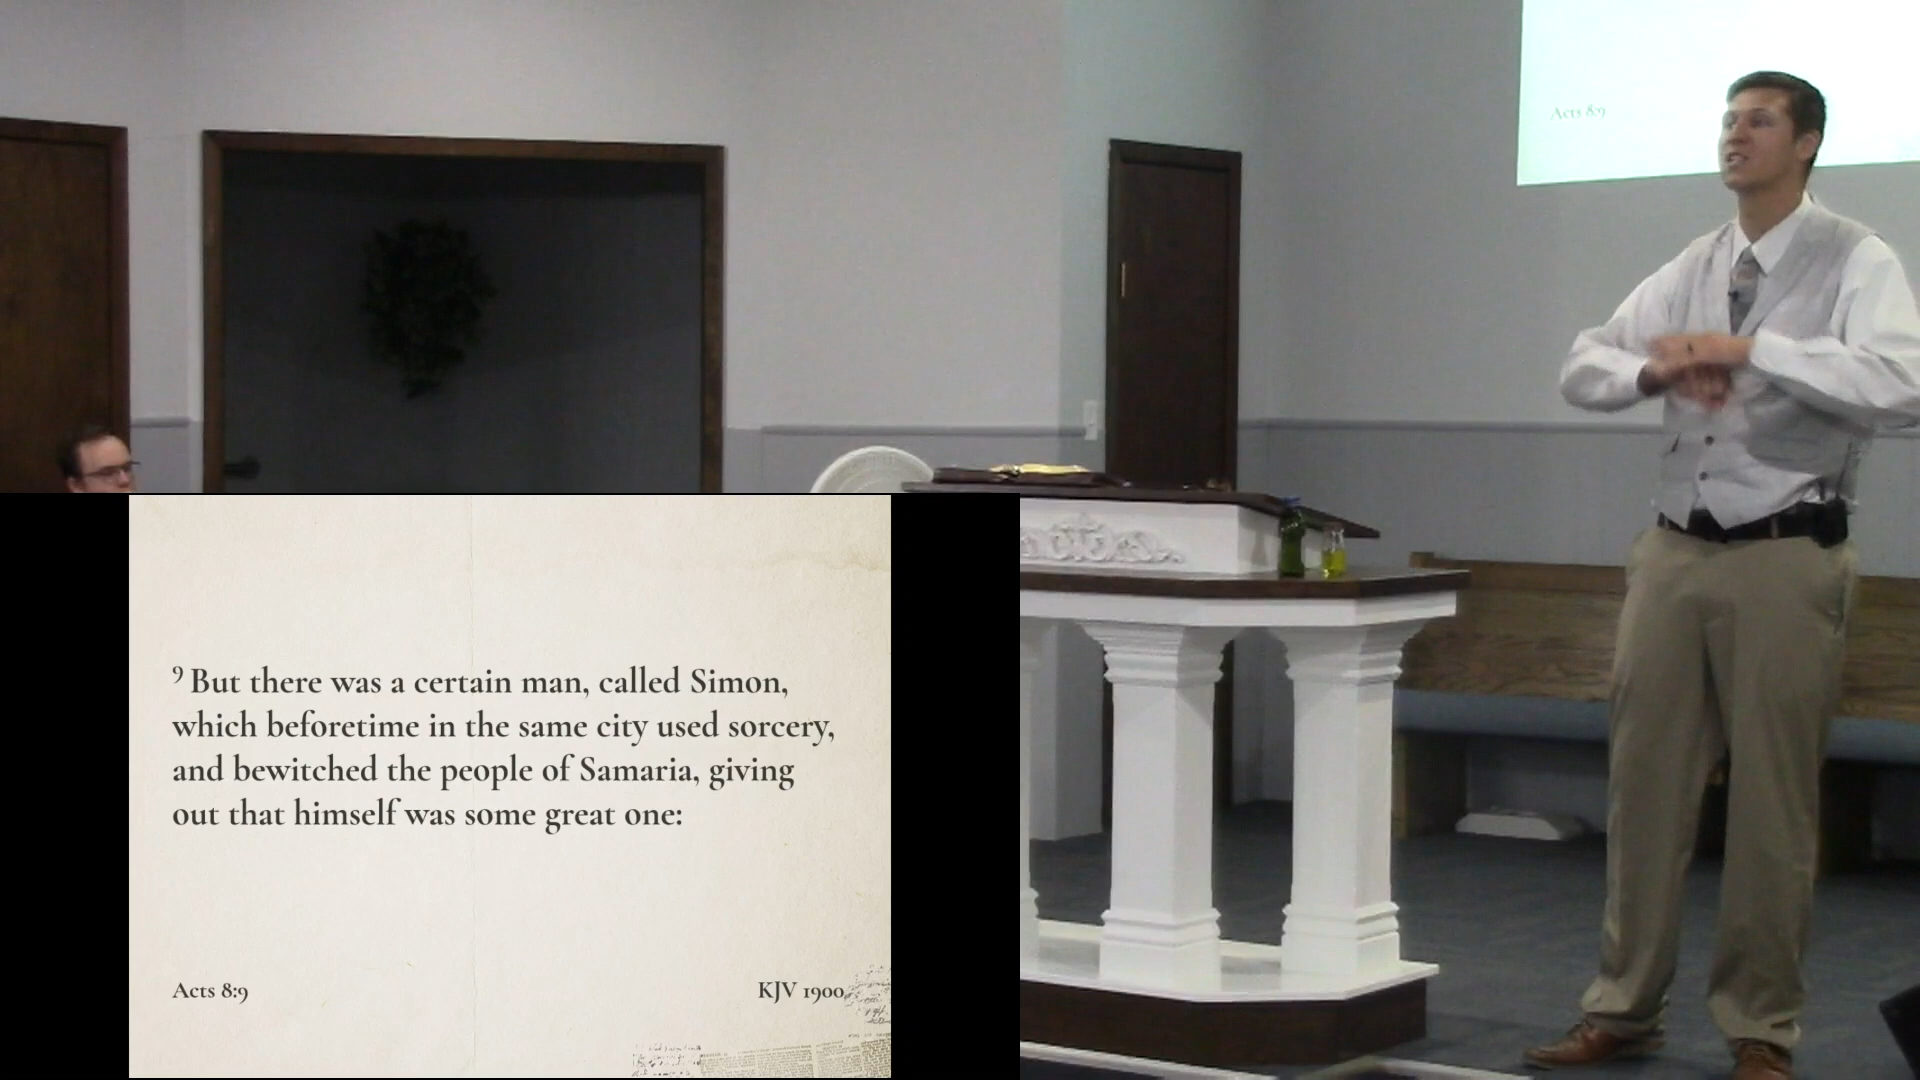 Acts 8:9
9 But there was a certain man, called Simon,
which beforetime in the same city used sorcery,
and bewitched the people of Samaria, giving
out that himself was some great one:
Acts 8:9
KJV 1900